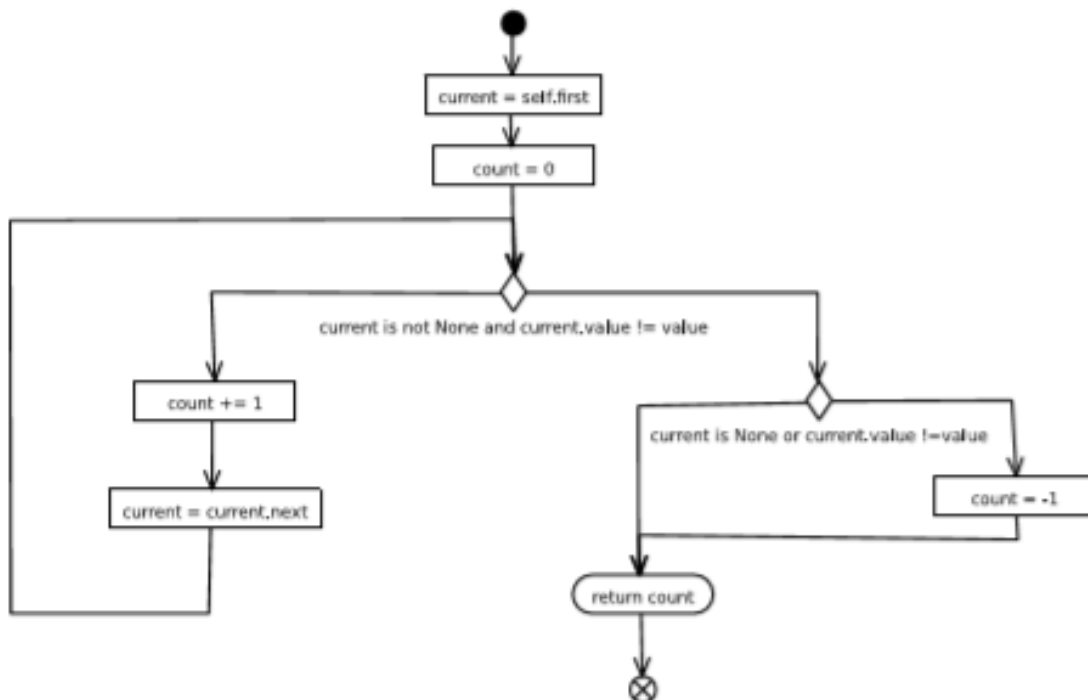 current = self.first
count = 0
current is not None and current.value != value
count += 1
current is None or current.value !=value
current = current.next
count = -1
return count